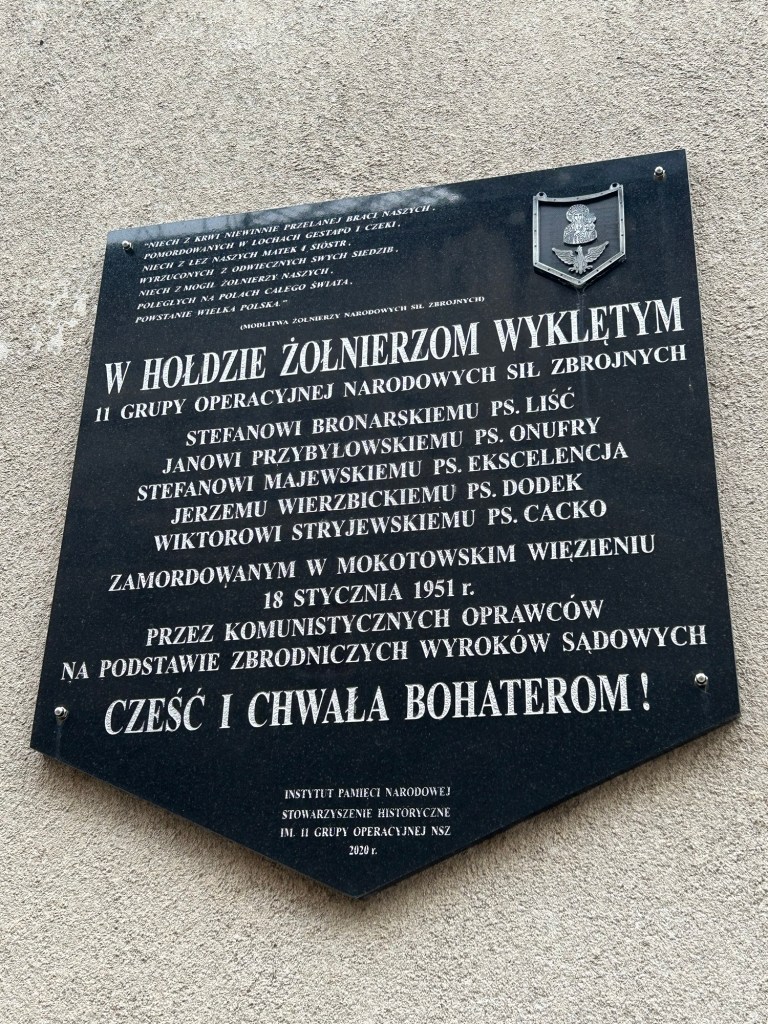 "NIECH Z KRWI NIEWINNIE PRZELANEJ BRACI NASZYCH,
POMORDOWANYCH W LOCHACH GESTAPO I CZEKI,
NIECH Z ŁEZ NASZYCH MATEK I SIÓSTR,
WYRZUCONYCH Z ODWIECZNYCH SWYCH SIEDZIB,
NIECH Z MOGIŁ ŻOŁNIERZY NASZYCH,
POLEGŁYCH NA POLACH CAŁEGO ŚWIATA,
POWSTANIE WIELKA POLSKA."
(MODLITWA ŻOŁNIERZY NARODOWYCH SIŁ ZBROJNYCH)
W HOŁDZIE ŻOŁNIERZOM WYKLĘTYM
11 GRUPY OPERACYJNEJ NARODOWYCH SIŁ ZBROJNYCH
STEFANOWI BRONARSKIEMU PS. LIŚĆ
JANOWI PRZYBYŁOWSKIEMU PS. ONUFRY
STEFANOWI MAJEWSKIEMU PS. EKSCELENCJA
JERZEMU WIERZBICKIEMU PS. DODEK
WIKTOROWI STRYJEWSKIEMU PS. CACKO
ZAMORDOWANYM W MOKOTOWSKIM WIĘZIENIU
18 STYCZNIA 1951 r.
PRZEZ KOMUNISTYCZNYCH OPRAWCÓW
NA PODSTAWIE ZBRODNICZYCH WYROKÓW SĄDOWYCH
CZEŚĆ I CHWAŁA BOHATEROM !
INSTYTUT PAMIĘCI NARODOWEJ
STOWARZYSZENIE HISTORYCZNE
IM. 11 GRUPY OPERACYJNEJ NSZ
2020 r.